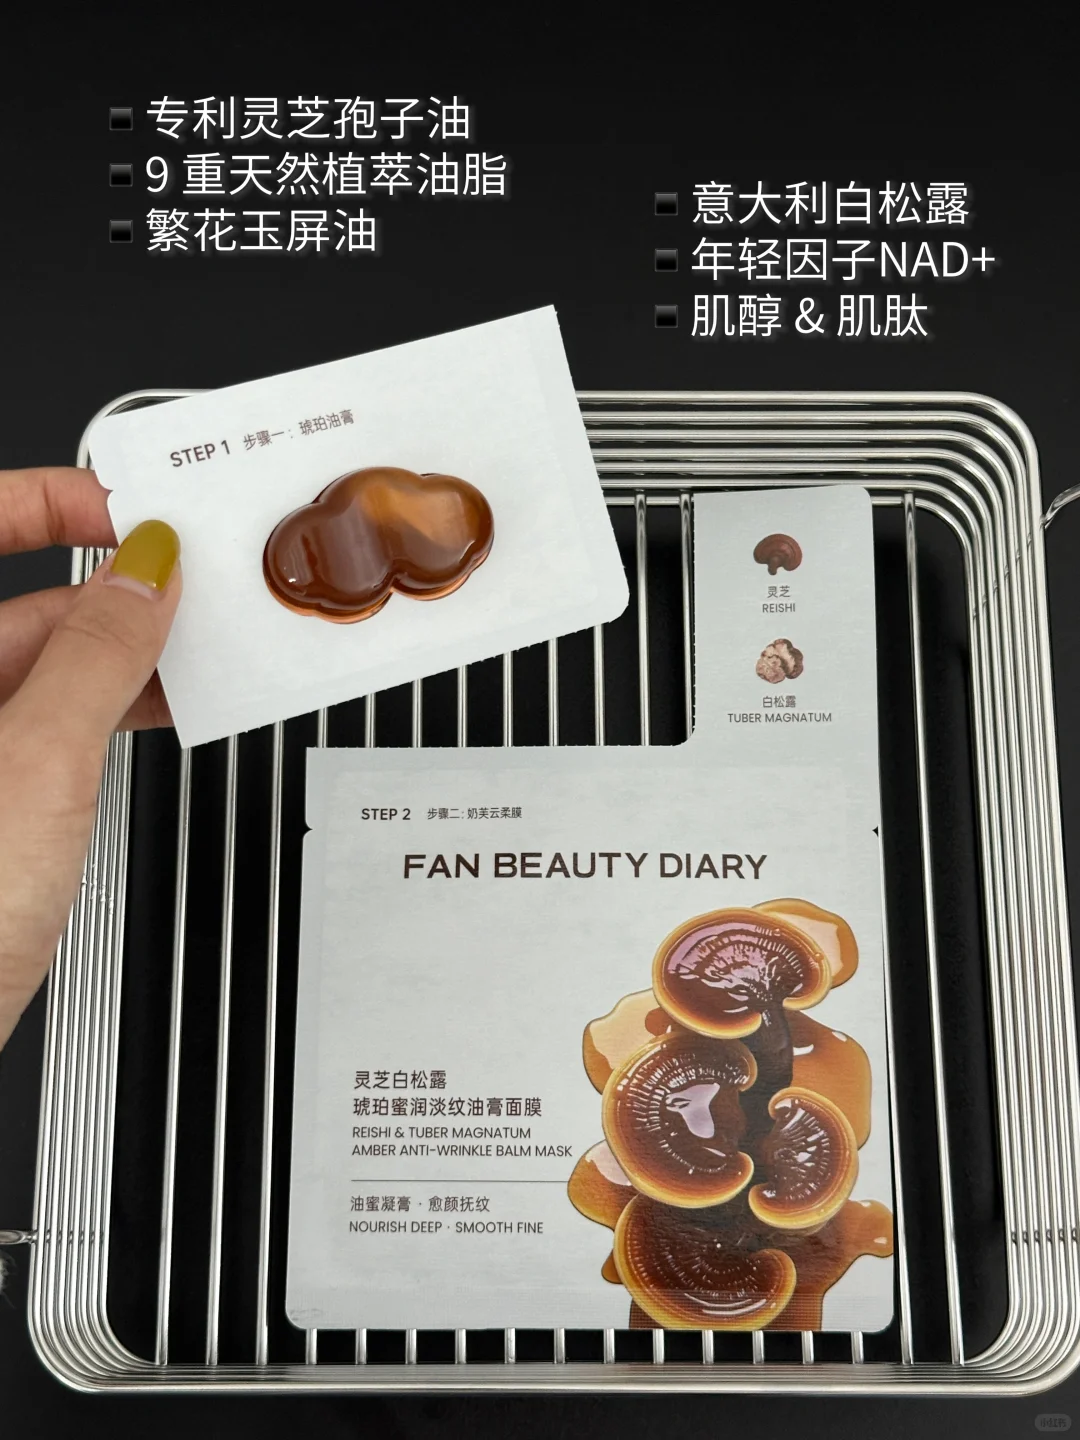 专利灵芝孢子油
9 重天然植萃油脂
繁花玉屏油
意大利白松露
年轻因子NAD+
肌醇 & 肌肽
STEP 1 步骤一：琥珀油膏
灵芝
REISHI
白松露
TUBER MAGNATUM
STEP 2 步骤二：奶芙云柔膜
FAN BEAUTY DIARY
灵芝白松露
琥珀蜜润淡纹油膏面膜
REISHI & TUBER MAGNATUM
AMBER ANTI-WRINKLE BALM MASK
油蜜凝膏 · 愈颜抚纹
NOURISH DEEP · SMOOTH FINE